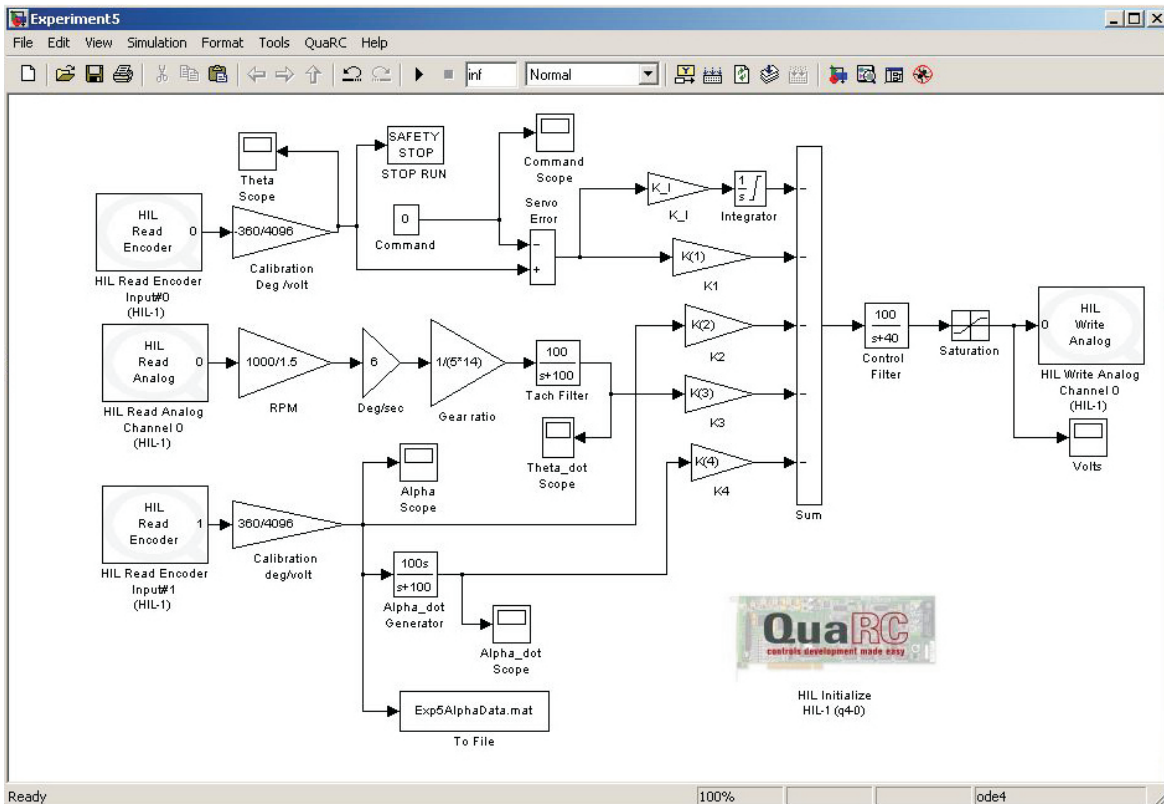 Experiment5
File Edit View Simulation Format Tools QuaRC Help
inf Normal
SAFETY
STOP
STOP RUN
Theta
Scope
Command
Scope
HIL
Read
Encoder
0
HIL Read Encoder
Input#0
(HIL-1)
-360/4096
Calibration
Deg /volt
0
Command
Servo
Error
−
+
K_I
K_I
1
s
Integrator
K(1)
K1
HIL
Read
Analog
0
HIL Read Analog
Channel 0
(HIL-1)
1000/1.5
RPM
6
Deg/sec
1/(5*14)
Gear ratio
100
s+100
Tach Filter
Theta_dot
Scope
K(2)
K2
K(3)
K3
K(4)
K4
−
−
−
−
−
Sum
100
s+40
Control
Filter
Saturation
0
HIL
Write
Analog
HIL Write Analog
Channel 0
(HIL-1)
Volts
HIL
Read
Encoder
1
HIL Read Encoder
Input#1
(HIL-1)
360/4096
Calibration
deg/volt
Alpha
Scope
100s
s+100
Alpha_dot
Generator
Alpha_dot
Scope
Exp5AlphaData.mat
To File
QuaRC
controls development made easy
HIL Initialize
HIL-1 (q4-0)
Ready 100% ode4